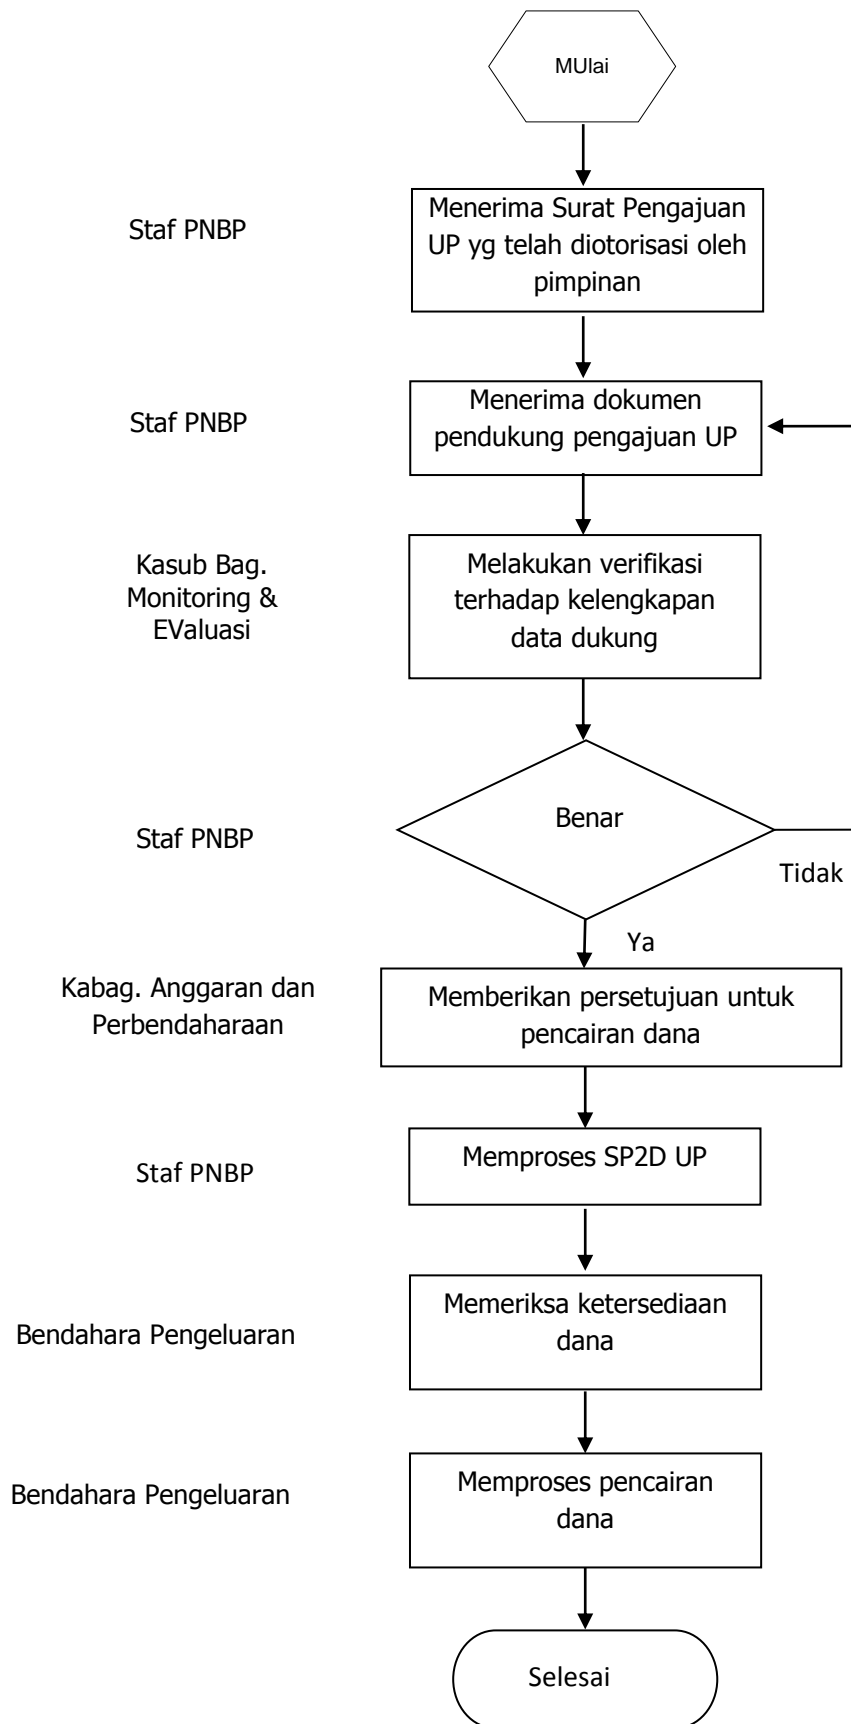 MUlai
Staf PNBP
Menerima Surat Pengajuan
UP yg telah diotorisasi oleh
pimpinan
Staf PNBP
Menerima dokumen
pendukung pengajuan UP
Kasub Bag.
Monitoring &
EValuasi
Melakukan verifikasi
terhadap kelengkapan
data dukung
Staf PNBP
Benar
Tidak
Ya
Kabag. Anggaran dan
Perbendaharaan
Memberikan persetujuan untuk
pencairan dana
Staf PNBP
Memproses SP2D UP
Bendahara Pengeluaran
Memeriksa ketersediaan
dana
Bendahara Pengeluaran
Memproses pencairan
dana
Selesai